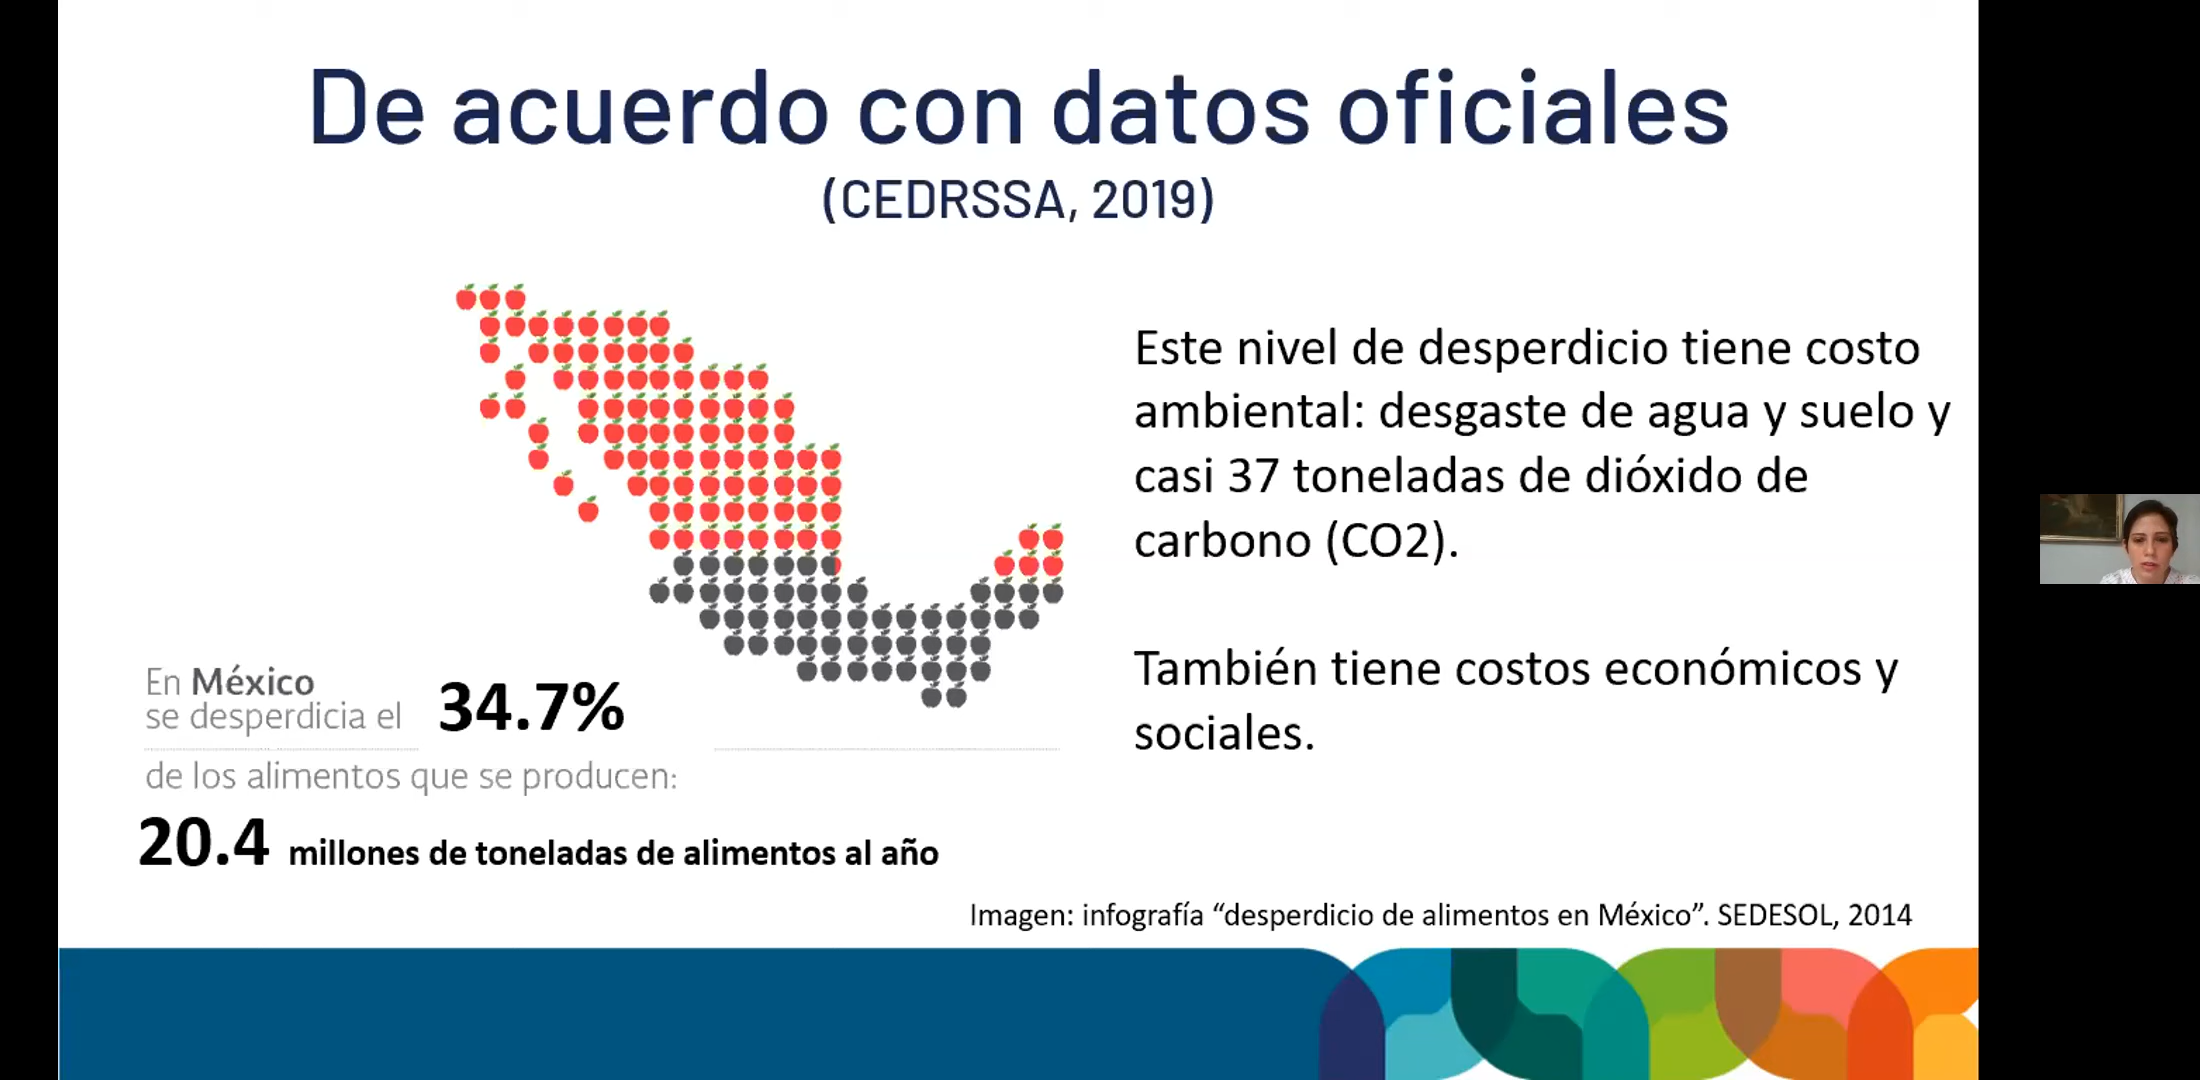 De acuerdo con datos oficiales
(CEDRSSA, 2019)
En México
se desperdicia el 34.7%
de los alimentos que se producen:
20.4 millones de toneladas de alimentos al año
Este nivel de desperdicio tiene costo
ambiental: desgaste de agua y suelo y
casi 37 toneladas de dióxido de
carbono (CO2).
También tiene costos económicos y
sociales.
Imagen: infografía “desperdicio de alimentos en México”. SEDESOL, 2014